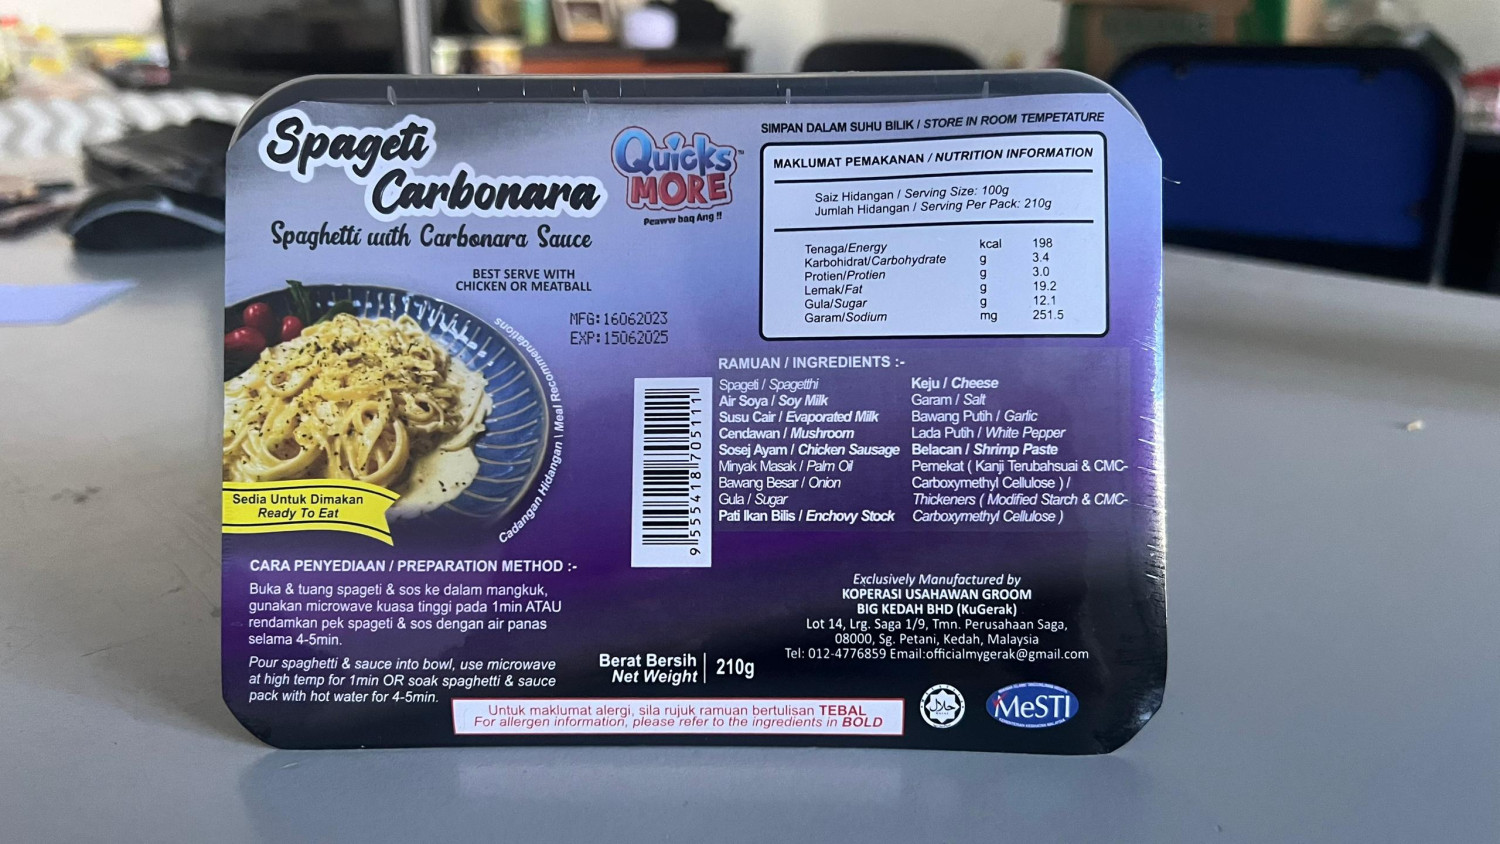 Spageti
Carbonara
Spaghetti with Carbonara Sauce
BEST SERVE WITH
CHICKEN OR MEATBALL
MFG:16062023
EXP:15062025
Cadangan Hidangan \ Meal Recommendations
Sedia Untuk Dimakan
Ready To Eat
CARA PENYEDIAAN / PREPARATION METHOD :-
Buka & tuang spageti & sos ke dalam mangkuk,
gunakan microwave kuasa tinggi pada 1min ATAU
rendamkan pek spageti & sos dengan air panas
selama 4-5min.
Pour spaghetti & sauce into bowl, use microwave
at high temp for 1min OR soak spaghetti & sauce
pack with hot water for 4-5min.
Quicks
MORE
TM
Peaww baq Ang !!
SIMPAN DALAM SUHU BILIK / STORE IN ROOM TEMPETATURE
MAKLUMAT PEMAKANAN / NUTRITION INFORMATION
Saiz Hidangan / Serving Size: 100g
Jumlah Hidangan / Serving Per Pack: 210g
Tenaga/Energy kcal 198
Karbohidrat/Carbohydrate g 3.4
Protien/Protien g 3.0
Lemak/Fat g 19.2
Gula/Sugar g 12.1
Garam/Sodium mg 251.5
RAMUAN / INGREDIENTS :-
Spageti / Spagetthi
Air Soya / Soy Milk
Susu Cair / Evaporated Milk
Cendawan / Mushroom
Sosej Ayam / Chicken Sausage
Minyak Masak / Palm Oil
Bawang Besar / Onion
Gula / Sugar
Pati Ikan Bilis / Enchovy Stock
Keju / Cheese
Garam / Salt
Bawang Putih / Garlic
Lada Putih / White Pepper
Belacan / Shrimp Paste
Pemekat ( Kanji Terubahsuai & CMC-
Carboxymethyl Cellulose ) /
Thickeners ( Modified Starch & CMC-
Carboxymethyl Cellulose )
9 555418 705111
Exclusively Manufactured by
KOPERASI USAHAWAN GROOM
BIG KEDAH BHD (KuGerak)
Lot 14, Lrg. Saga 1/9, Tmn. Perusahaan Saga,
08000, Sg. Petani, Kedah, Malaysia
Tel: 012-4776859 Email:officialmygerak@gmail.com
Berat Bersih
Net Weight
210g
Untuk maklumat alergi, sila rujuk ramuan bertulisan TEBAL
For allergen information, please refer to the ingredients in BOLD
حلال
MeSTI